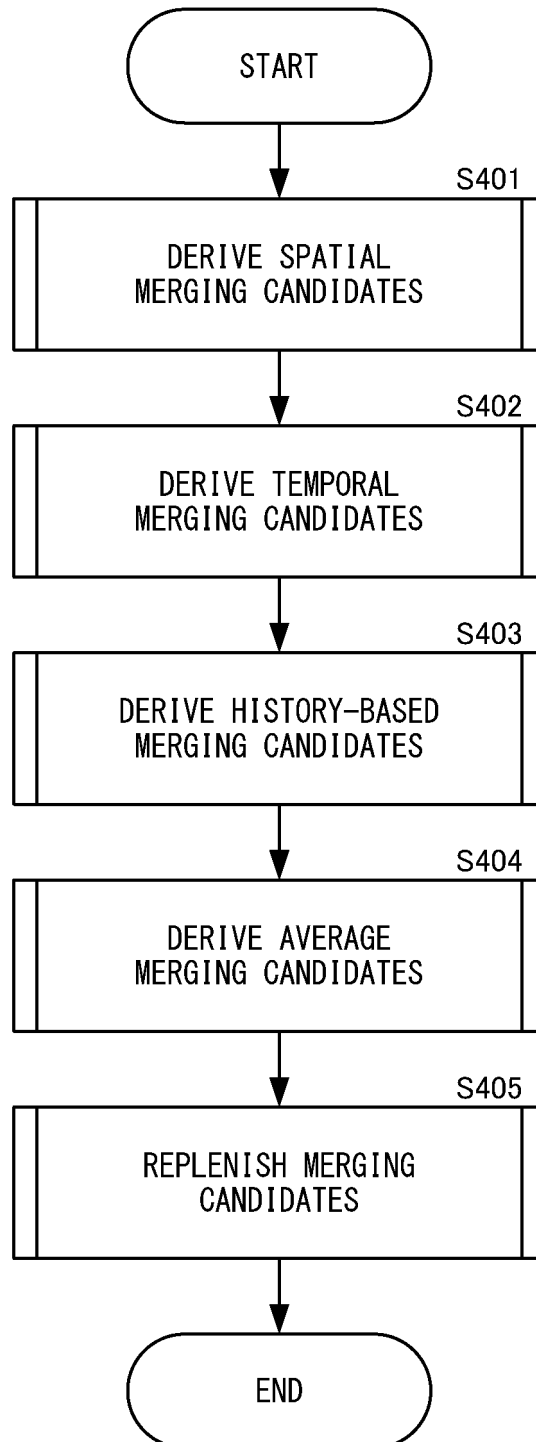 START
S401
DERIVE SPATIAL
MERGING CANDIDATES
S402
DERIVE TEMPORAL
MERGING CANDIDATES
S403
DERIVE HISTORY-BASED
MERGING CANDIDATES
S404
DERIVE AVERAGE
MERGING CANDIDATES
S405
REPLENISH MERGING
CANDIDATES
END